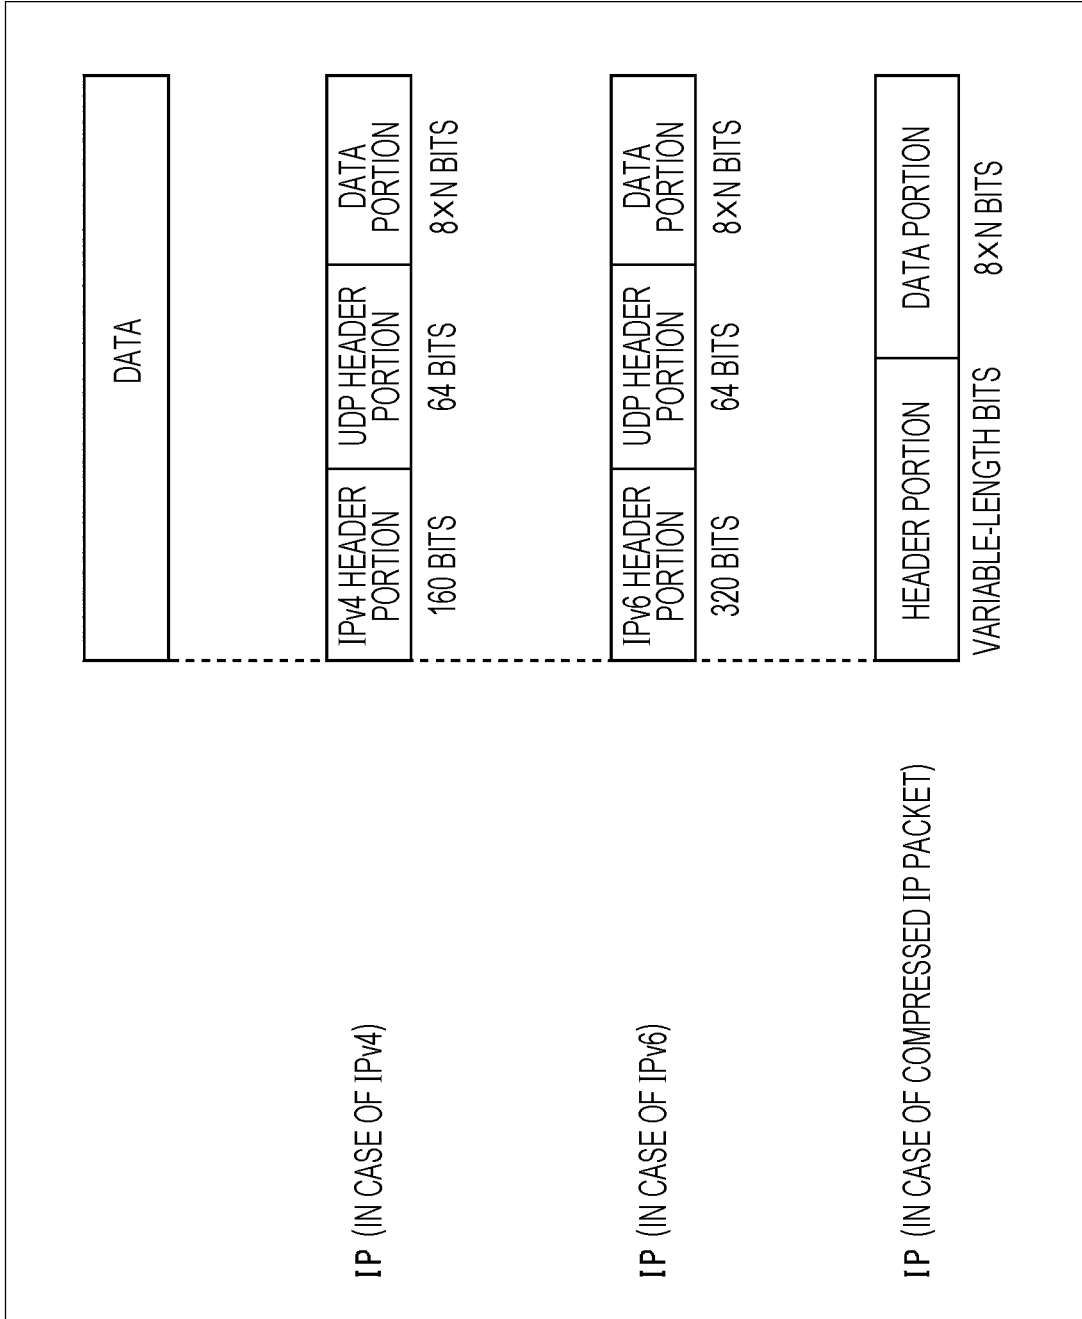 DATA
IP (IN CASE OF IPv4)
IPv4 HEADER
PORTION
UDP HEADER
PORTION
DATA
PORTION
160 BITS
64 BITS
8×N BITS
IP (IN CASE OF IPv6)
IPv6 HEADER
PORTION
UDP HEADER
PORTION
DATA
PORTION
320 BITS
64 BITS
8×N BITS
IP (IN CASE OF COMPRESSED IP PACKET)
HEADER PORTION
DATA PORTION
VARIABLE-LENGTH BITS
8×N BITS